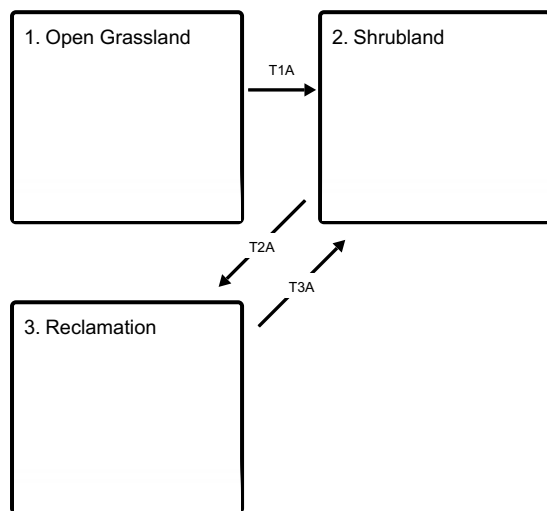 1. Open Grassland
2. Shrubland
T1A
T2A
T3A
3. Reclamation